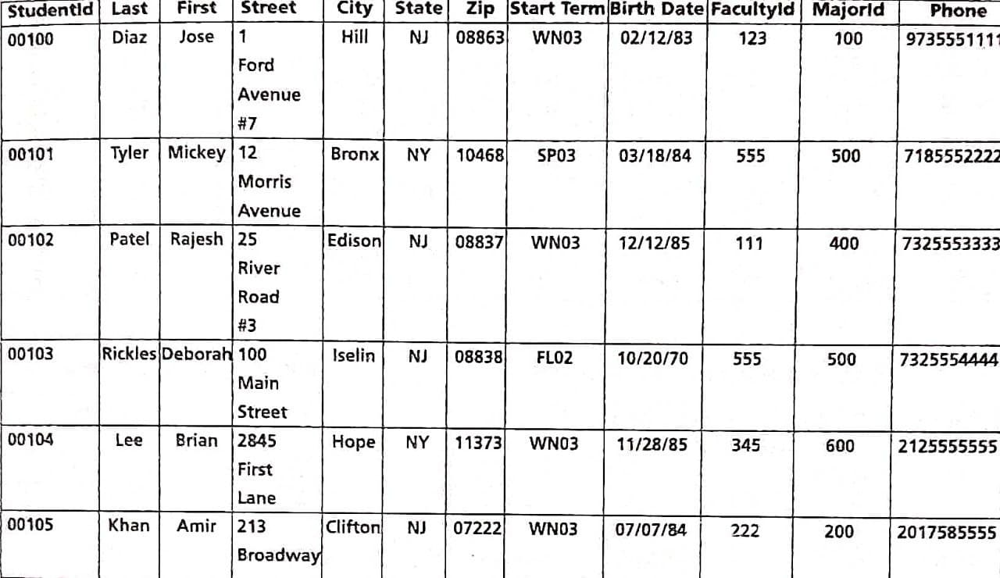 StudentId Last First Street City State Zip Start Term Birth Date FacultyId MajorId Phone
00100 Diaz Jose 1 Hill NJ 08863 WN03 02/12/83 123 100 9735551111
Ford
Avenue
#7
00101 Tyler Mickey 12 Bronx NY 10468 SP03 03/18/84 555 500 7185552222
Morris
Avenue
00102 Patel Rajesh 25 Edison NJ 08837 WN03 12/12/85 111 400 7325553333
River
Road
#3
00103 Rickles Deborah 100 Iselin NJ 08838 FL02 10/20/70 555 500 7325554444
Main
Street
00104 Lee Brian 2845 Hope NY 11373 WN03 11/28/85 345 600 2125555555
First
Lane
00105 Khan Amir 213 Clifton NJ 07222 WN03 07/07/84 222 200 2017585555
Broadway